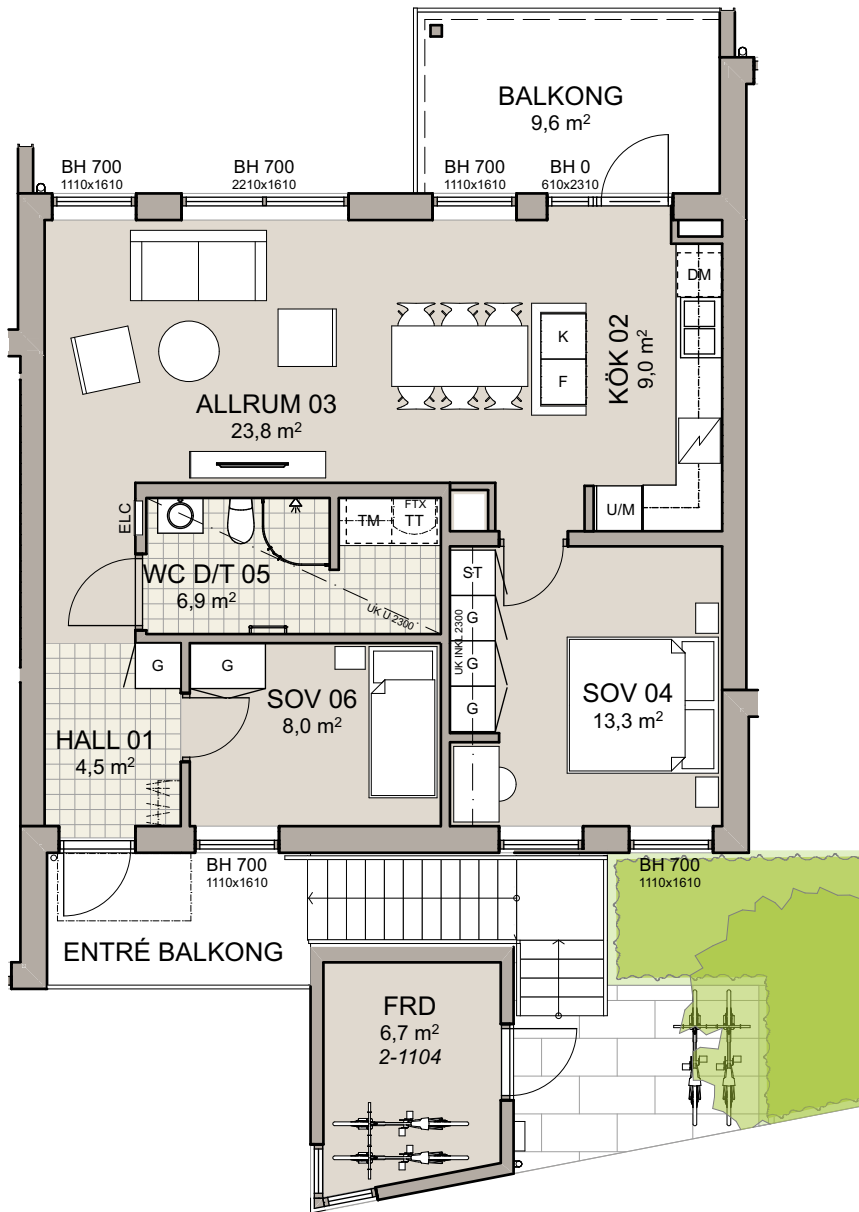 BALKONG
9,6 m²
BH 700
1110x1610
BH 700
2210x1610
BH 700
1110x1610
BH 0
610x2310
DM
K
F
KÖK 02
9,0 m²
ALLRUM 03
23,8 m²
ELC
TM
FTX
TT
U/M
WC D/T 05
6,9 m²
UK U 2300
ST
G
G
G
UK INKL 2300
G
G
SOV 06
8,0 m²
SOV 04
13,3 m²
HALL 01
4,5 m²
BH 700
1110x1610
BH 700
1110x1610
ENTRÉ BALKONG
FRD
6,7 m²
2-1104